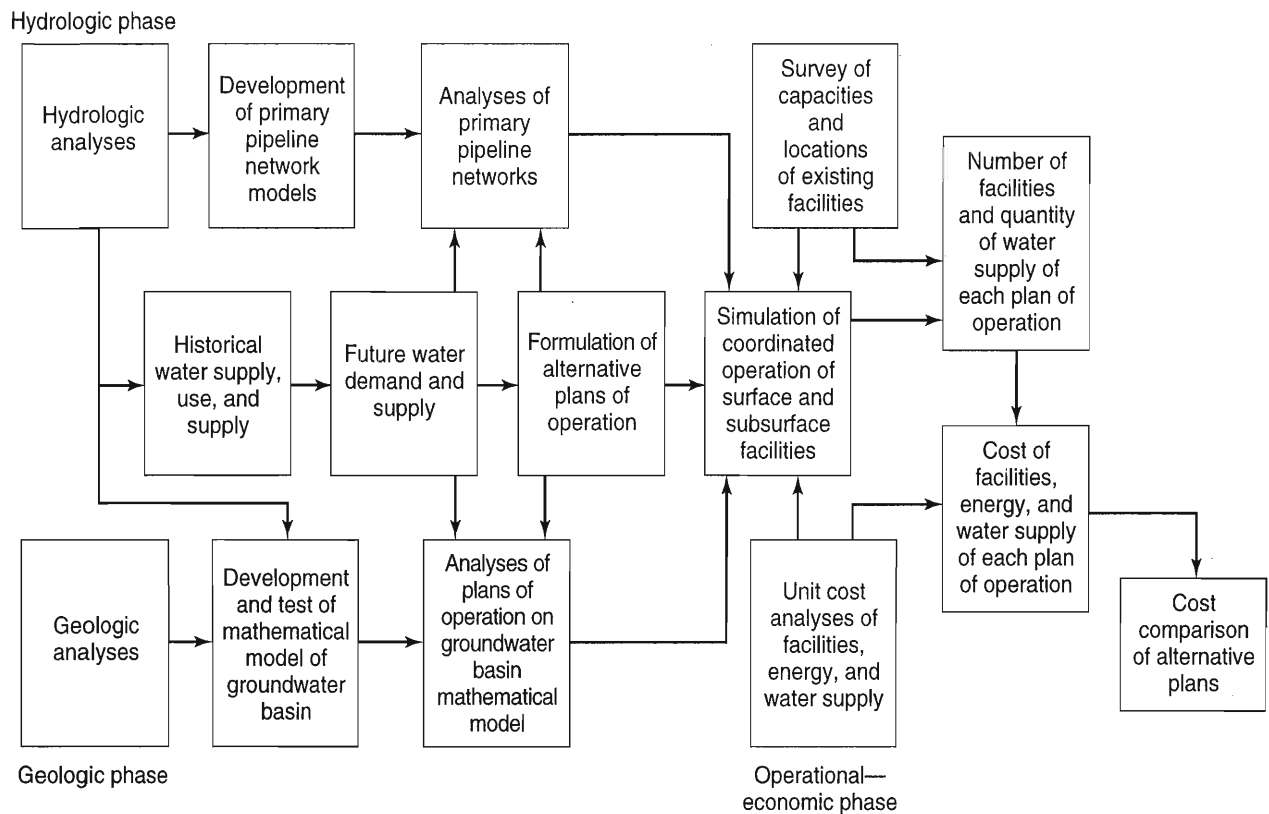 Hydrologic phase
Hydrologic
analyses
Development
of primary
pipeline
network
models
Analyses of
primary
pipeline
networks
Survey of
capacities
and
locations
of existing
facilities
Number of
facilities
and quantity
of water
supply of
each plan of
operation
Historical
water supply,
use, and
supply
Future water
demand and
supply
Formulation of
alternative
plans of
operation
Simulation of
coordinated
operation of
surface and
subsurface
facilities
Cost of
facilities,
energy, and
water supply
of each plan
of operation
Geologic
analyses
Development
and test of
mathematical
model of
groundwater
basin
Analyses of
plans of
operation on
groundwater
basin
mathematical
model
Unit cost
analyses of
facilities,
energy, and
water supply
Cost
comparison
of alternative
plans
Geologic phase
Operational—
economic phase